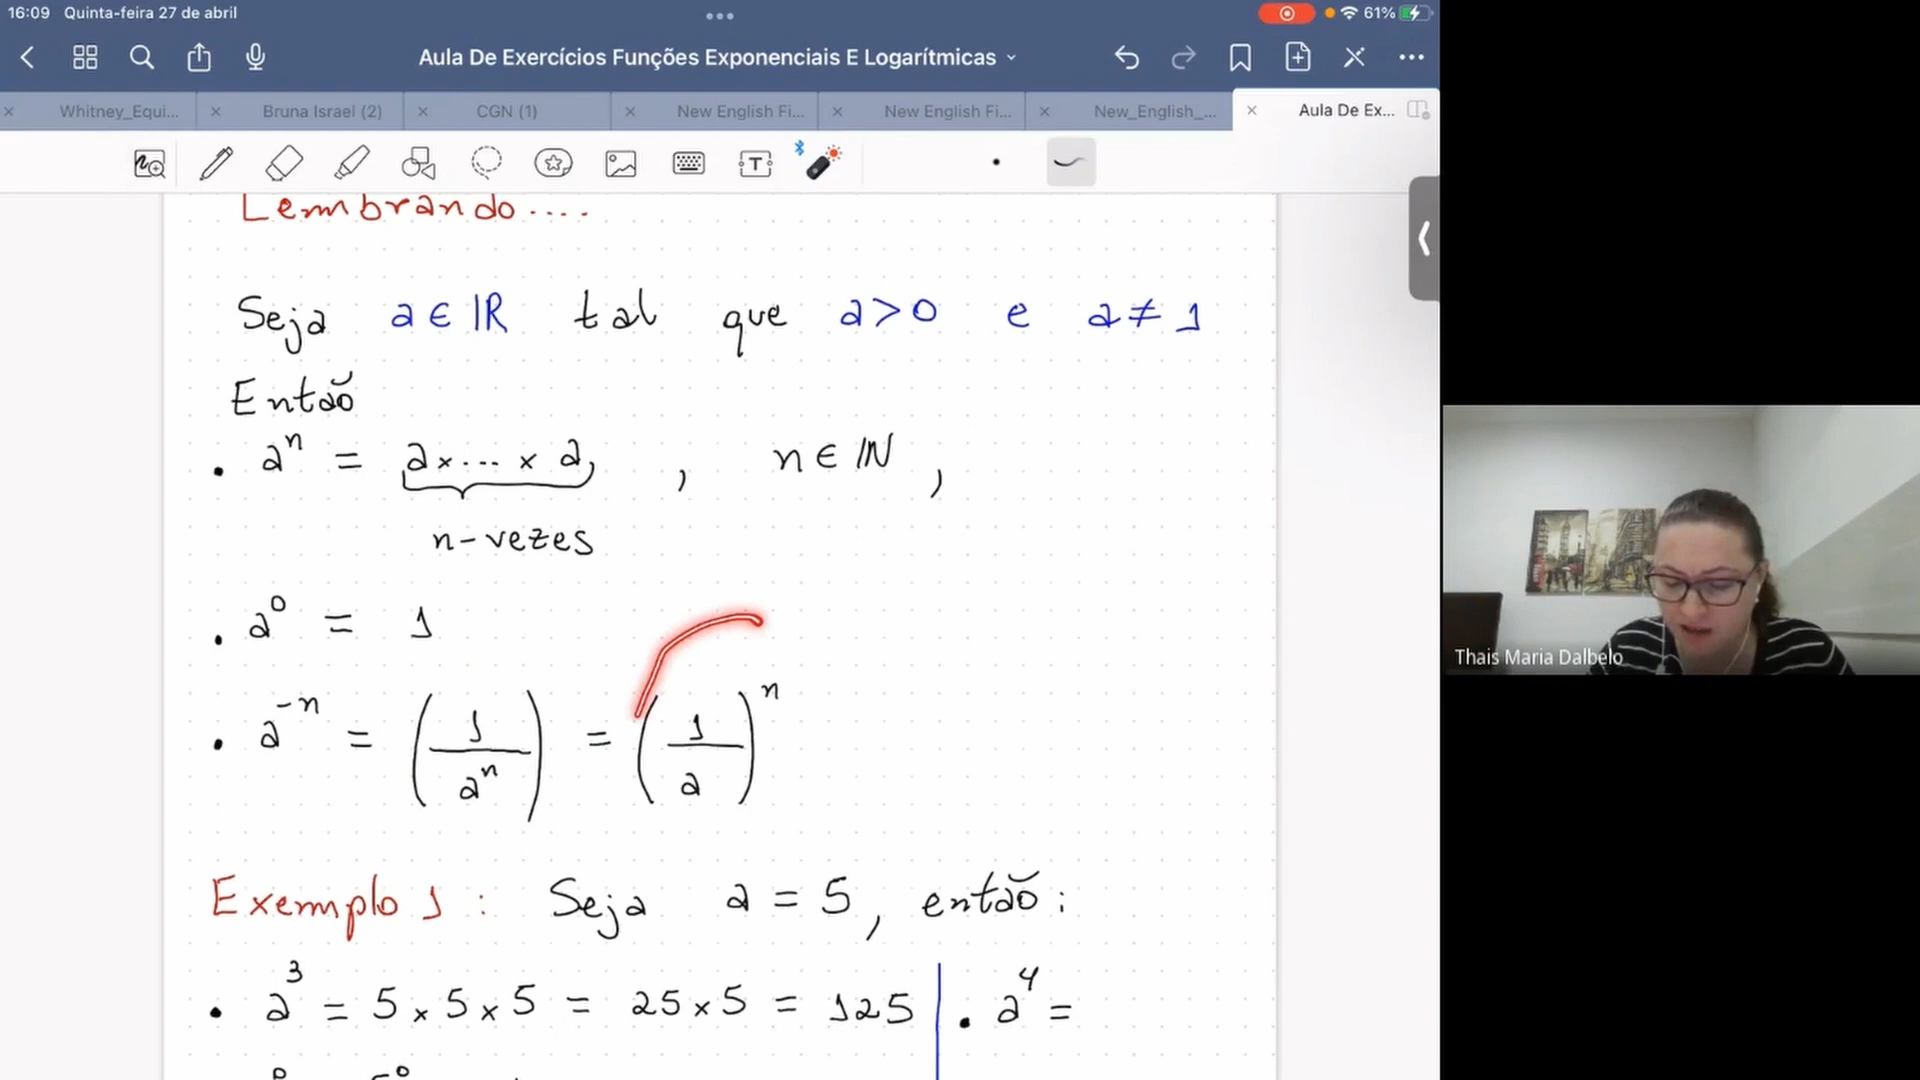 16:09 Quinta-feira 27 de abril
61%
Aula De Exercícios Funções Exponenciais E Logarítmicas
Whitney_Equi...
Bruna Israel (2)
CGN (1)
New English Fi...
New English Fi...
New_English_...
Aula De Ex...
Lembrando....
Seja a ∈ ℝ tal que a > 0 e a ≠ 1
Então
• aⁿ = a × ... × a , n ∈ ℕ ,
n-vezes
• a⁰ = 1
• a⁻ⁿ = (1/aⁿ) = (1/a)ⁿ
Exemplo 1 : Seja a = 5, então :
• a³ = 5 × 5 × 5 = 25 × 5 = 125 | • a⁴ =
Thais Maria Dalbelo